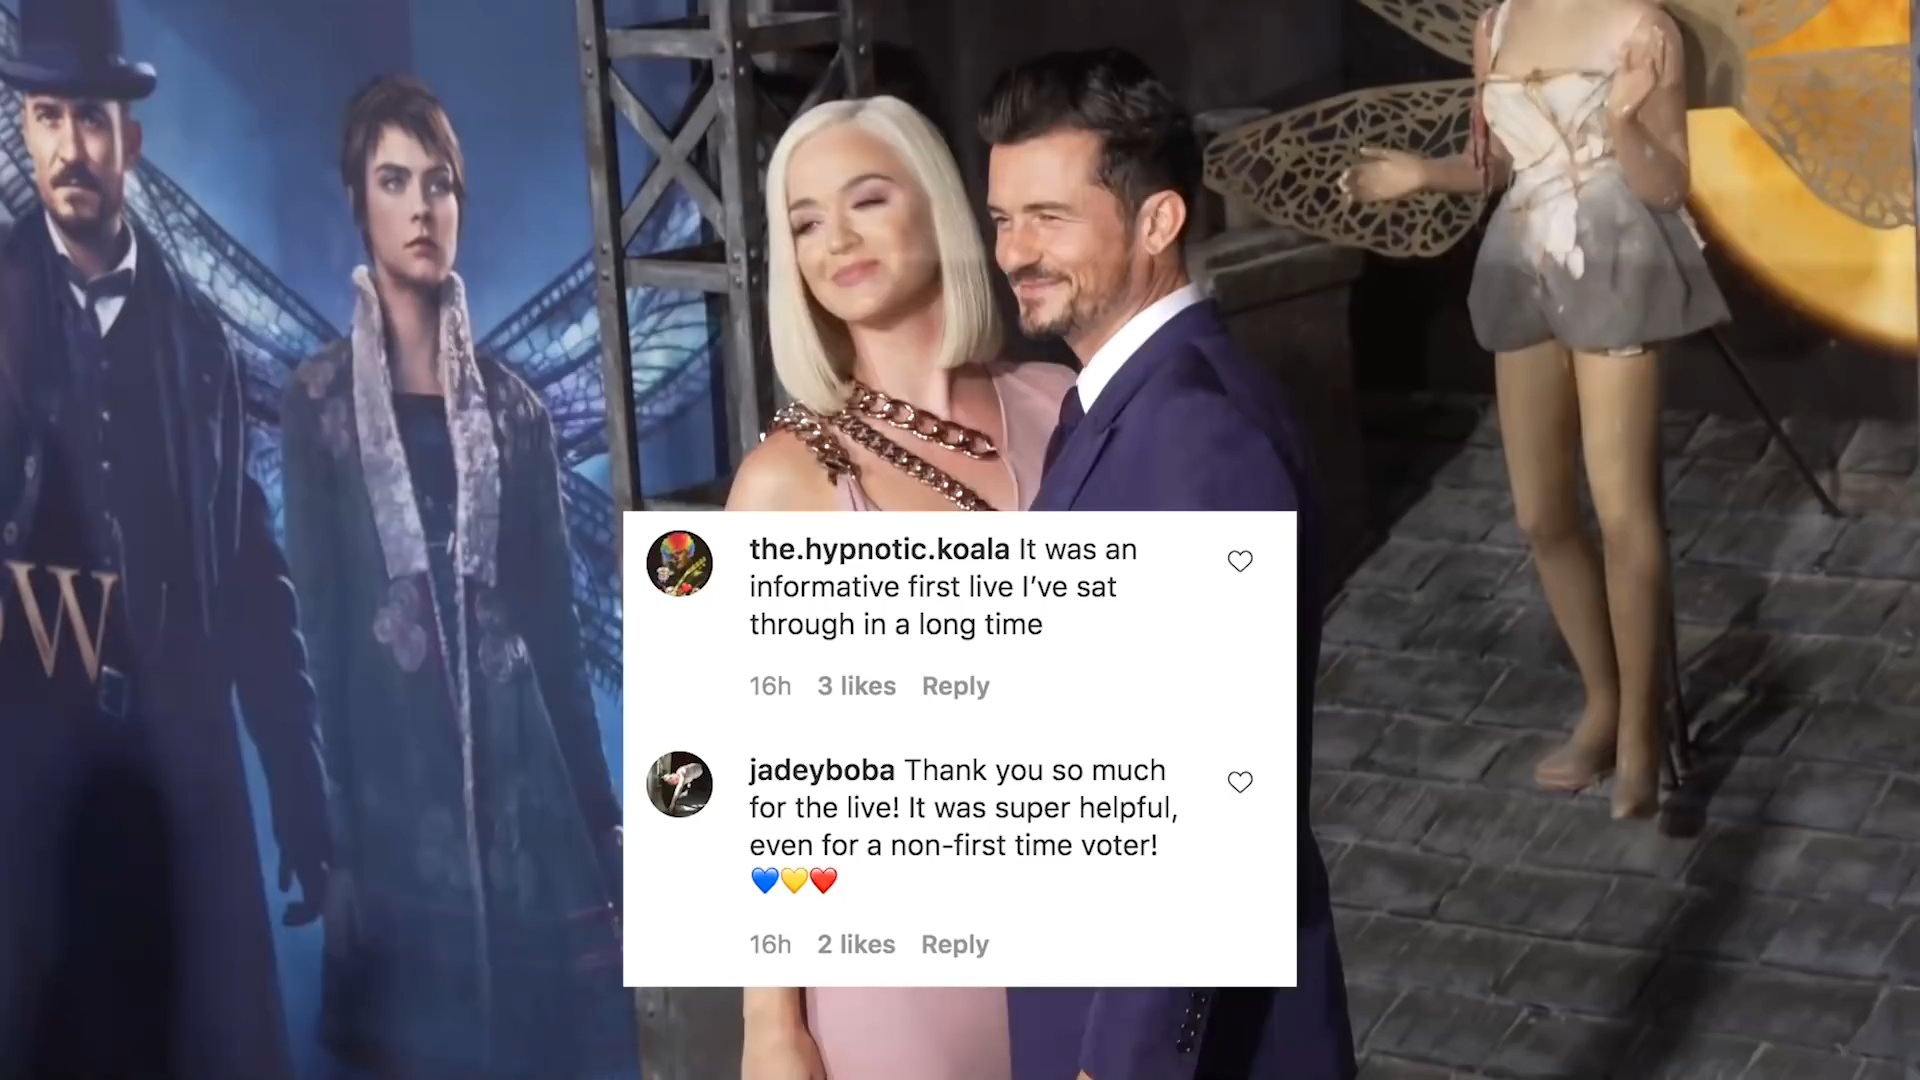 OW
the.hypnotic.koala It was an
informative first live I’ve sat
through in a long time
16h 3 likes Reply
jadeyboba Thank you so much
for the live! It was super helpful,
even for a non-first time voter!
💙💛❤️
16h 2 likes Reply